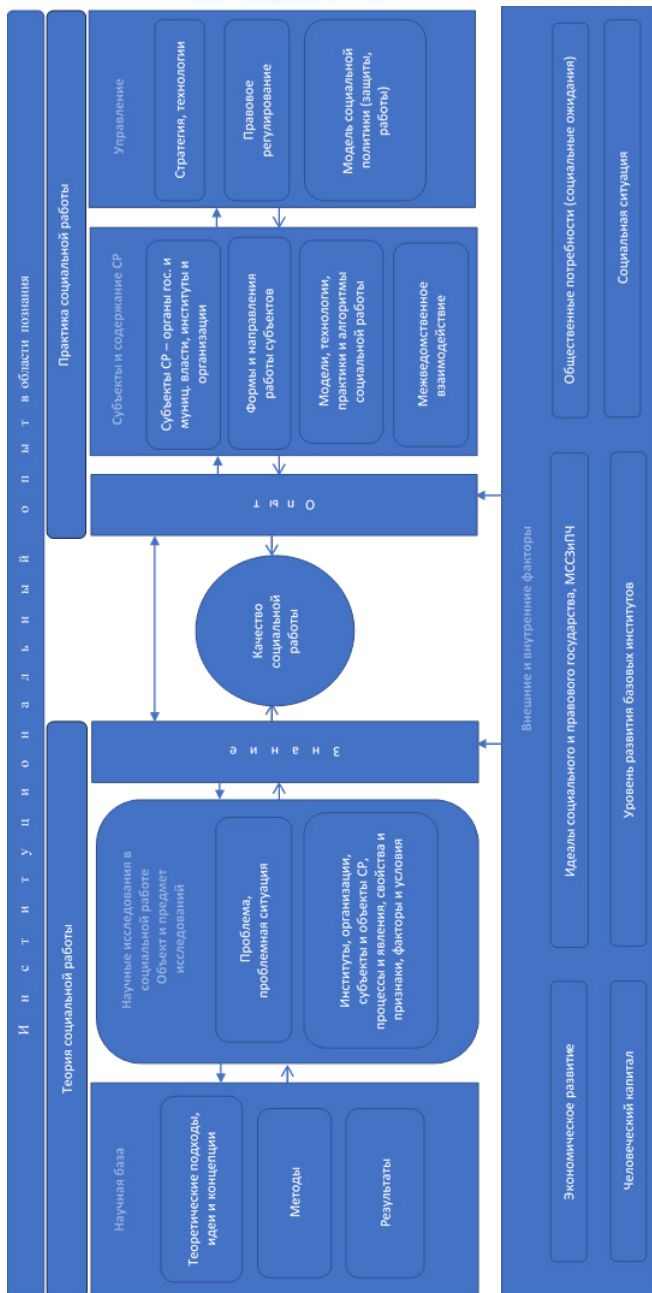 Институциональный опыт в области познания
Теория социальной работы
Практика социальной работы
Научная база
Теоретические подходы,
идеи и концепции
Методы
Результаты
Научные исследования в
социальной работе
Объект и предмет
исследований
Проблема,
проблемная ситуация
Институты, организации,
субъекты и объекты СР,
процессы и явления, свойства и
признаки, факторы и условия
Знание
Качество
социальной
работы
Опыт
Субъекты и содержание СР
Субъекты СР – органы гос. и
муниц. власти, институты и
организации
Формы и направления
работы субъектов
Модели, технологии,
практики и алгоритмы
социальной работы
Межведомственное
взаимодействие
Управление
Стратегия, технологии
Правовое
регулирование
Модель социальной
политики (защиты,
работы)
Внешние и внутренние факторы
Экономическое развитие
Идеалы социального и правового государства, МССЗиПЧ
Общественные потребности (социальные ожидания)
Человеческий капитал
Уровень развития базовых институтов
Социальная ситуация